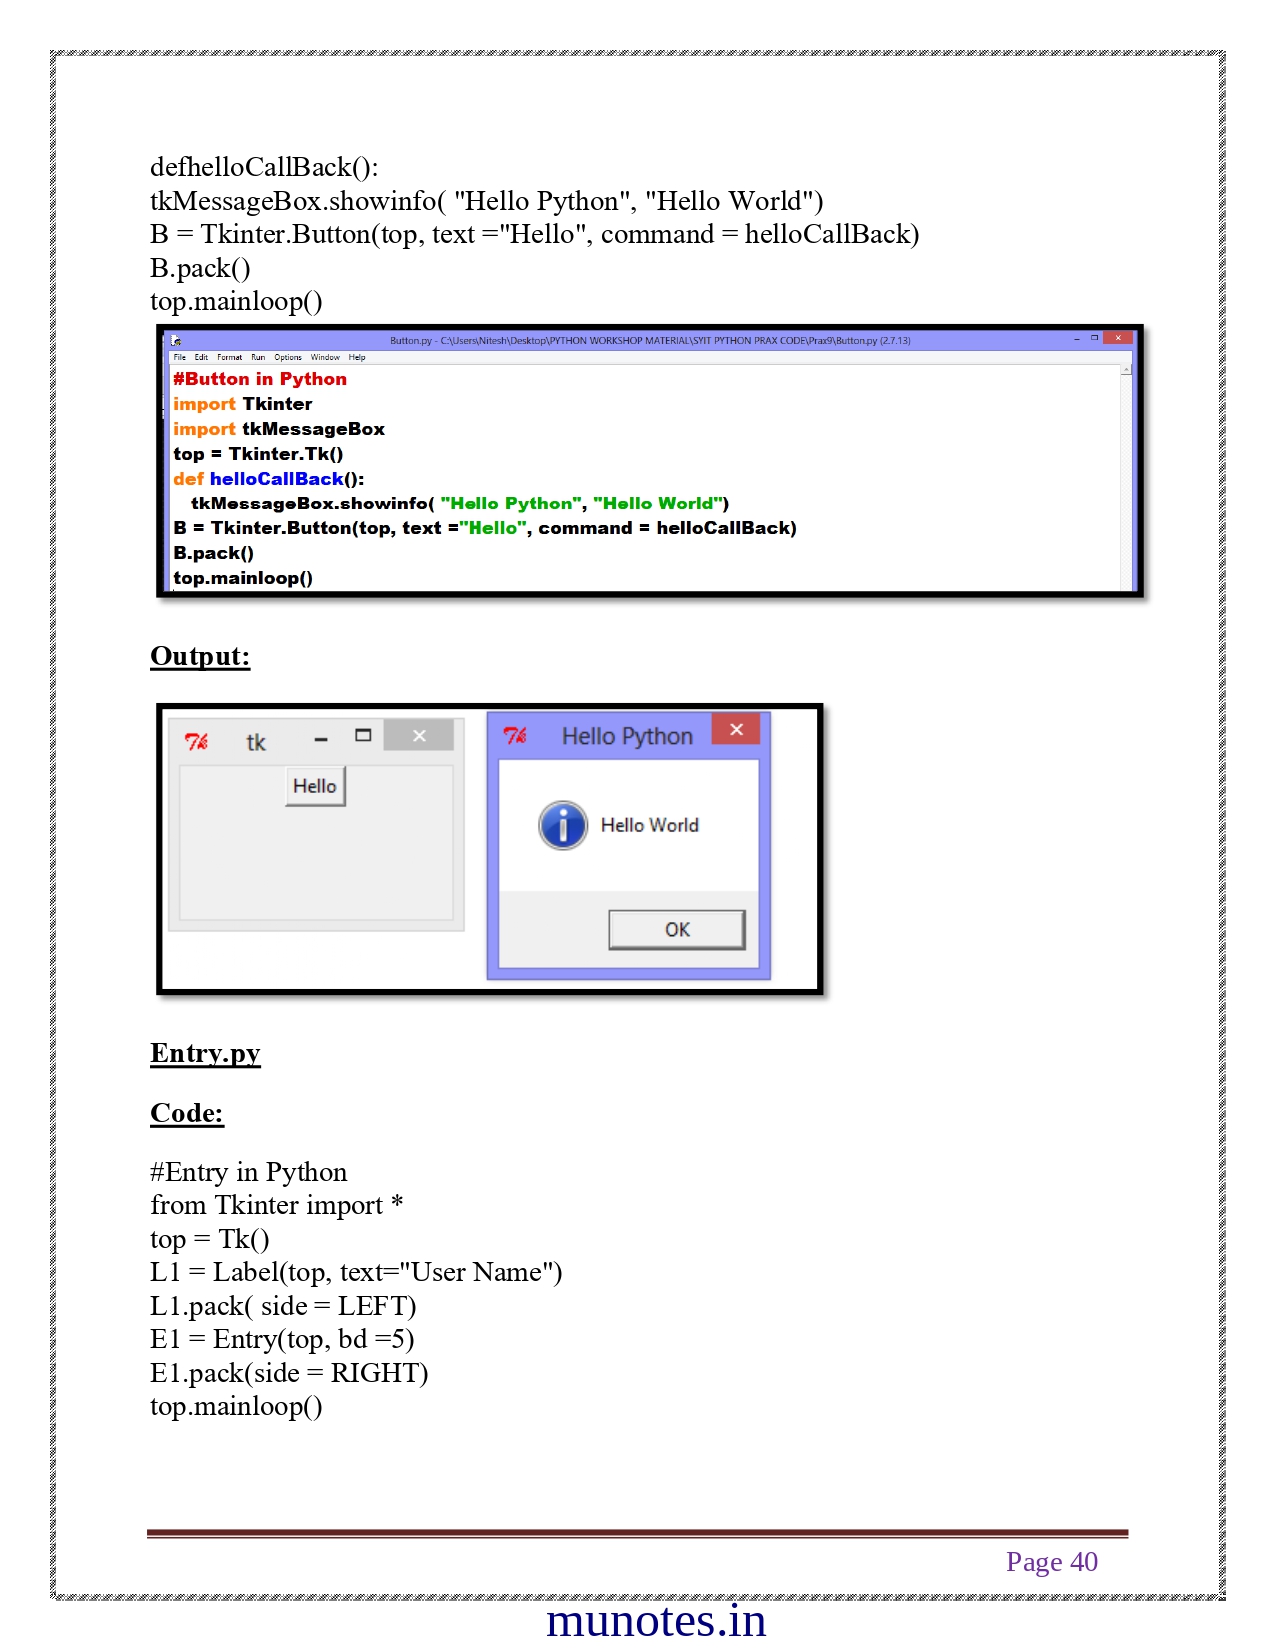 defhelloCallBack():
tkMessageBox.showinfo( "Hello Python", "Hello World")
B = Tkinter.Button(top, text ="Hello", command = helloCallBack)
B.pack()
top.mainloop()
Button.py - C:\Users\Nitesh\Desktop\PYTHON WORKSHOP MATERIAL\SYIT PYTHON PRAX CODE\Prax9\Button.py (2.7.13)
File Edit Format Run Options Window Help
#Button in Python
import Tkinter
import tkMessageBox
top = Tkinter.Tk()
def helloCallBack():
tkMessageBox.showinfo( "Hello Python", "Hello World")
B = Tkinter.Button(top, text ="Hello", command = helloCallBack)
B.pack()
top.mainloop()
Output:
tk
Hello
Hello Python
Hello World
OK
Entry.py
Code:
#Entry in Python
from Tkinter import *
top = Tk()
L1 = Label(top, text="User Name")
L1.pack( side = LEFT)
E1 = Entry(top, bd =5)
E1.pack(side = RIGHT)
top.mainloop()
Page 40
munotes.in